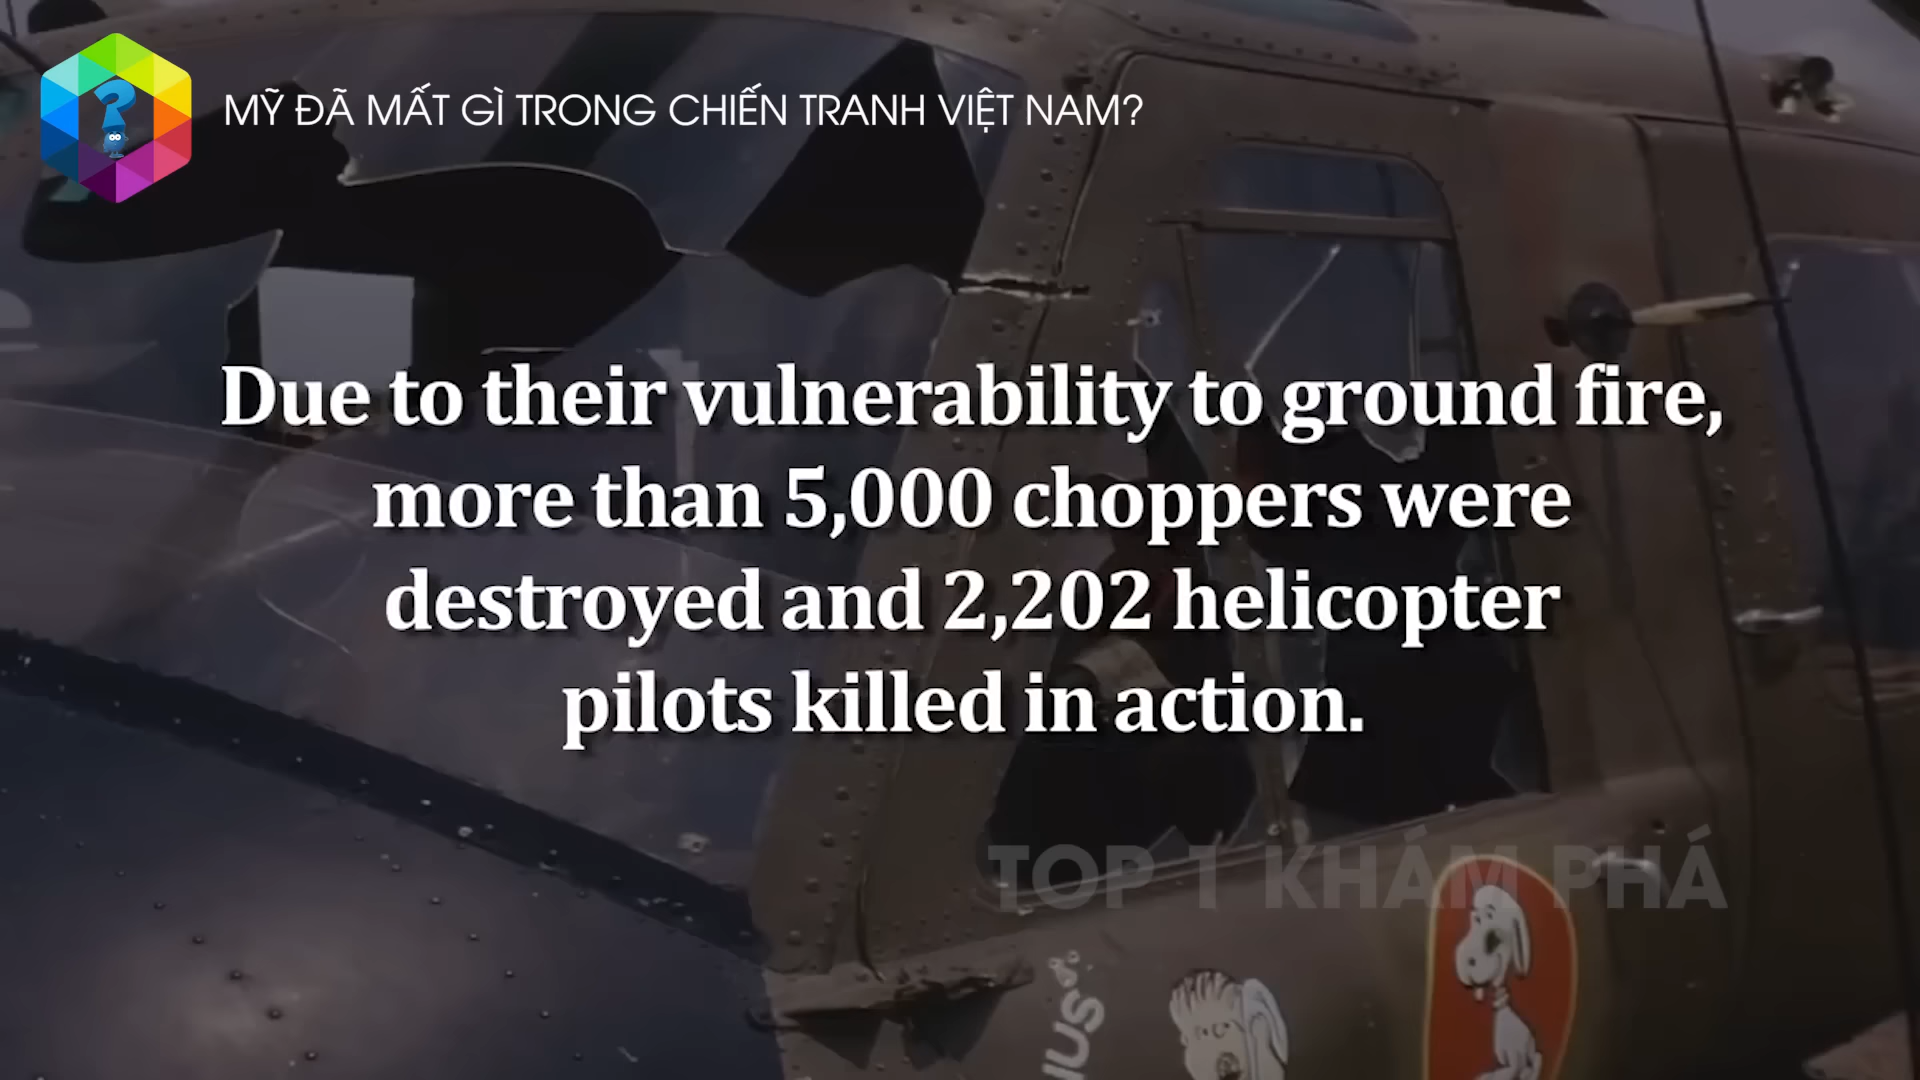 MỸ ĐÃ MẤT GÌ TRONG CHIẾN TRANH VIỆT NAM?
Due to their vulnerability to ground fire,
more than 5,000 choppers were
destroyed and 2,202 helicopter
pilots killed in action.
TOP 1 KHÁM PHÁ